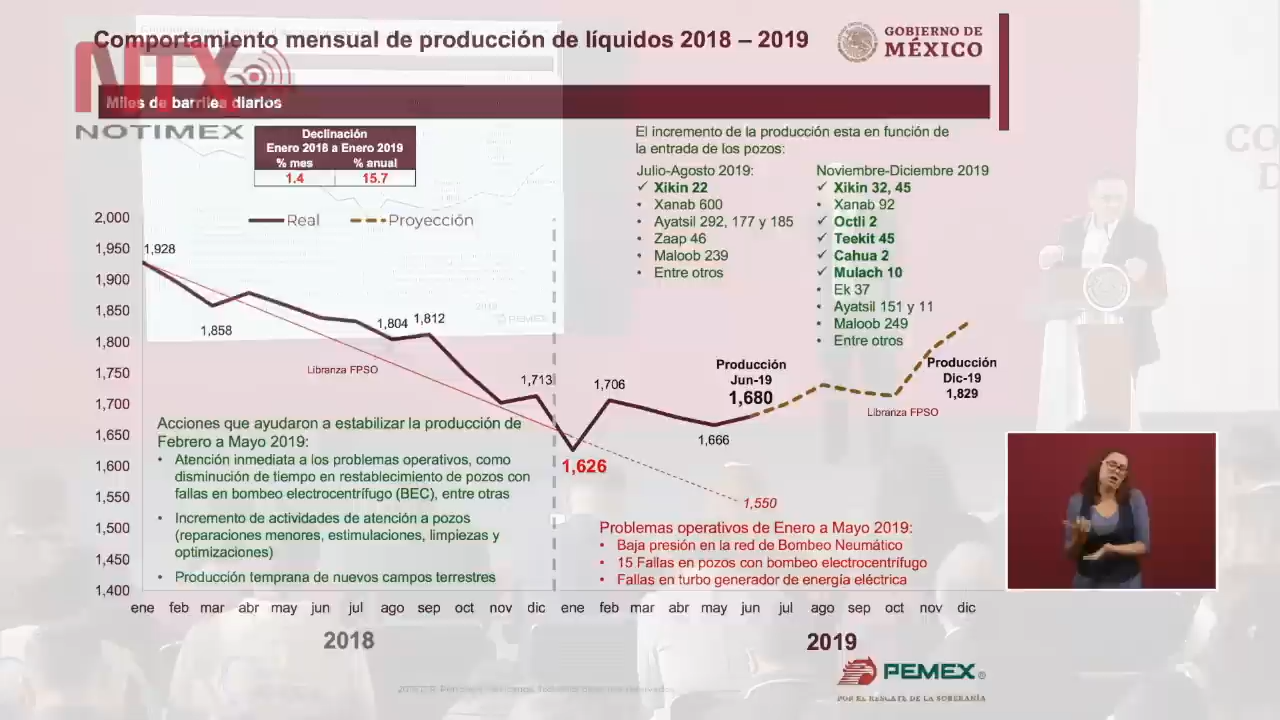 Comportamiento mensual de producción de líquidos 2018 – 2019
GOBIERNO DE
MÉXICO
NTX
NOTIMEX
Miles de barriles diarios
Declinación
Enero 2018 a Enero 2019
% mes % anual
1.4 15.7
Real Proyección
El incremento de la producción esta en función de
la entrada de los pozos:
Julio-Agosto 2019:
✓ Xikin 22
• Xanab 600
• Ayatsil 292, 177 y 185
• Zaap 46
• Maloob 239
• Entre otros
Noviembre-Diciembre 2019
✓ Xikin 32, 45
• Xanab 92
✓ Octli 2
✓ Teekit 45
✓ Cahua 2
✓ Mulach 10
• Ek 37
• Ayatsil 151 y 11
• Maloob 249
• Entre otros
2,000
1,950
1,900
1,850
1,800
1,750
1,700
1,650
1,600
1,550
1,500
1,450
1,400
1,928
1,858
1,804
1,812
1,713
1,626
1,706
1,666
Libranza FPSO
Producción
Jun-19
1,680
Producción
Dic-19
1,829
Libranza FPSO
1,550
Acciones que ayudaron a estabilizar la producción de
Febrero a Mayo 2019:
• Atención inmediata a los problemas operativos, como
disminución de tiempo en restablecimiento de pozos con
fallas en bombeo electrocentrífugo (BEC), entre otras
• Incremento de actividades de atención a pozos
(reparaciones menores, estimulaciones, limpiezas y
optimizaciones)
• Producción temprana de nuevos campos terrestres
Problemas operativos de Enero a Mayo 2019:
• Baja presión en la red de Bombeo Neumático
• 15 Fallas en pozos con bombeo electrocentrífugo
• Fallas en turbo generador de energía eléctrica
ene feb mar abr may jun jul ago sep oct nov dic ene feb mar abr may jun jul ago sep oct nov dic
2018 2019
PEMEX®
POR EL RESCATE DE LA SOBERANÍA
CO
D
2019
PEMEX